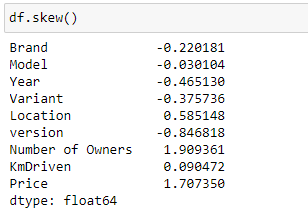 df.skew()
Brand -0.220181
Model -0.030104
Year -0.465130
Variant -0.375736
Location 0.585148
version -0.846818
Number of Owners 1.909361
KmDriven 0.090472
Price 1.707350
dtype: float64